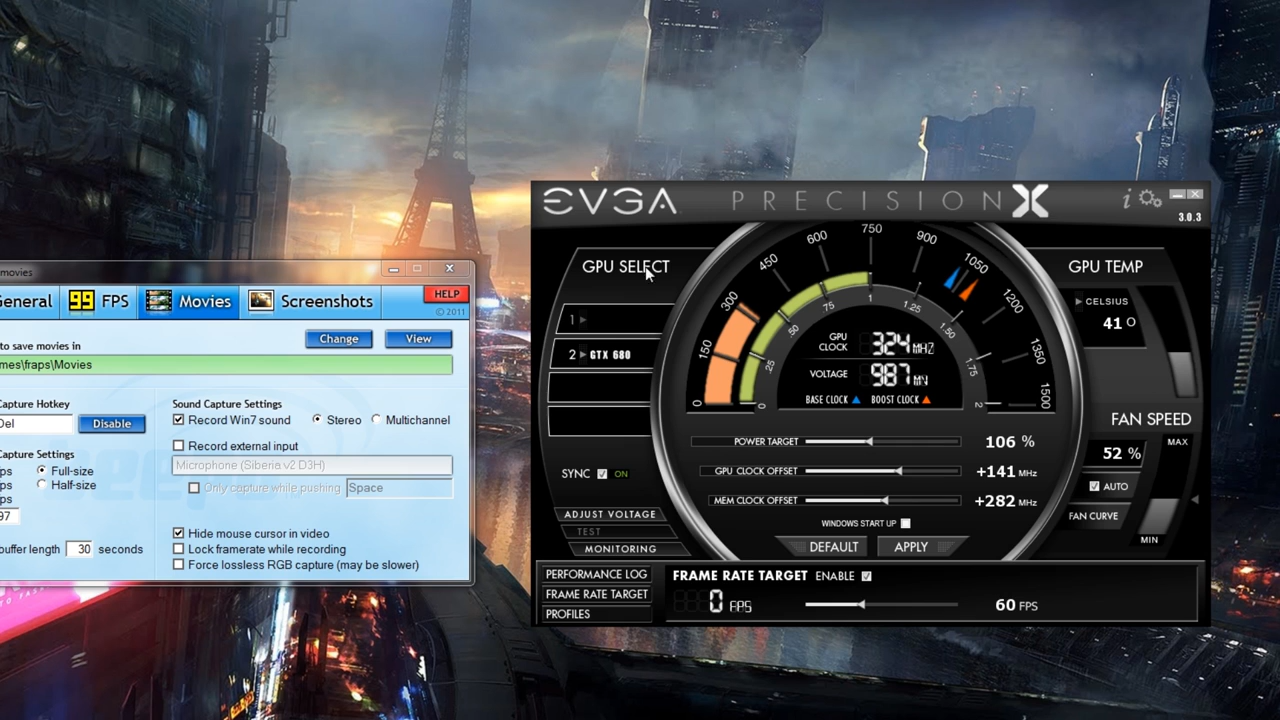 movies
General
99 FPS
Movies
Screenshots
HELP
© 2011
to save movies in
Change
View
mes\fraps\Movies
Capture Hotkey
Del
Disable
Sound Capture Settings
Record Win7 sound
Stereo
Multichannel
Record external input
Microphone (Siberia v2 D3H)
Only capture while pushing
Space
Capture Settings
ps
Full-size
ps
Half-size
ps
97
Hide mouse cursor in video
buffer length 30 seconds
Lock framerate while recording
Force lossless RGB capture (may be slower)
EVGA PRECISION X
i
3.0.3
GPU SELECT
1
2 GTX 680
SYNC ON
ADJUST VOLTAGE
TEST
MONITORING
0 150 300 450 600 750 900 1050 1200 1350 1500
0 .25 .50 .75 1 1.25 1.50 1.75 2
GPU CLOCK 324 MHZ
VOLTAGE 987 MV
BASE CLOCK BOOST CLOCK
POWER TARGET 106 %
GPU CLOCK OFFSET +141 MHz
MEM CLOCK OFFSET +282 MHz
WINDOWS START UP
DEFAULT
APPLY
GPU TEMP
CELSIUS
41 O
FAN SPEED
MAX
52 %
AUTO
FAN CURVE
MIN
PERFORMANCE LOG
FRAME RATE TARGET
PROFILES
FRAME RATE TARGET ENABLE
0 FPS
60 FPS